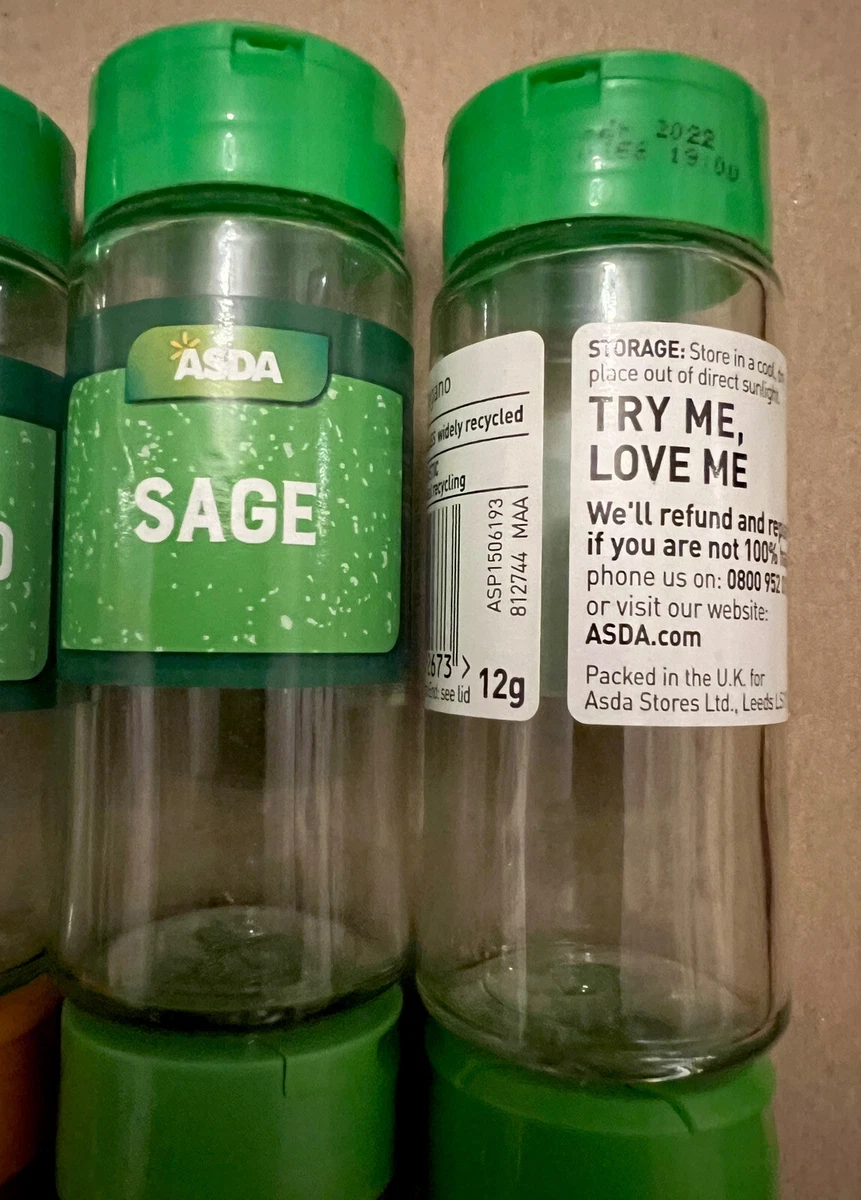 ASDA
SAGE
2022
19:00
widely recycled
recycling
ASP1506193
812744 MAA
2673 >
see lid
12g
STORAGE: Store in a cool,
place out of direct sunlight.
TRY ME,
LOVE ME
We'll refund and
if you are not 100%
phone us on: 0800 952
or visit our website:
ASDA.com
Packed in the U.K. for
Asda Stores Ltd., Leeds